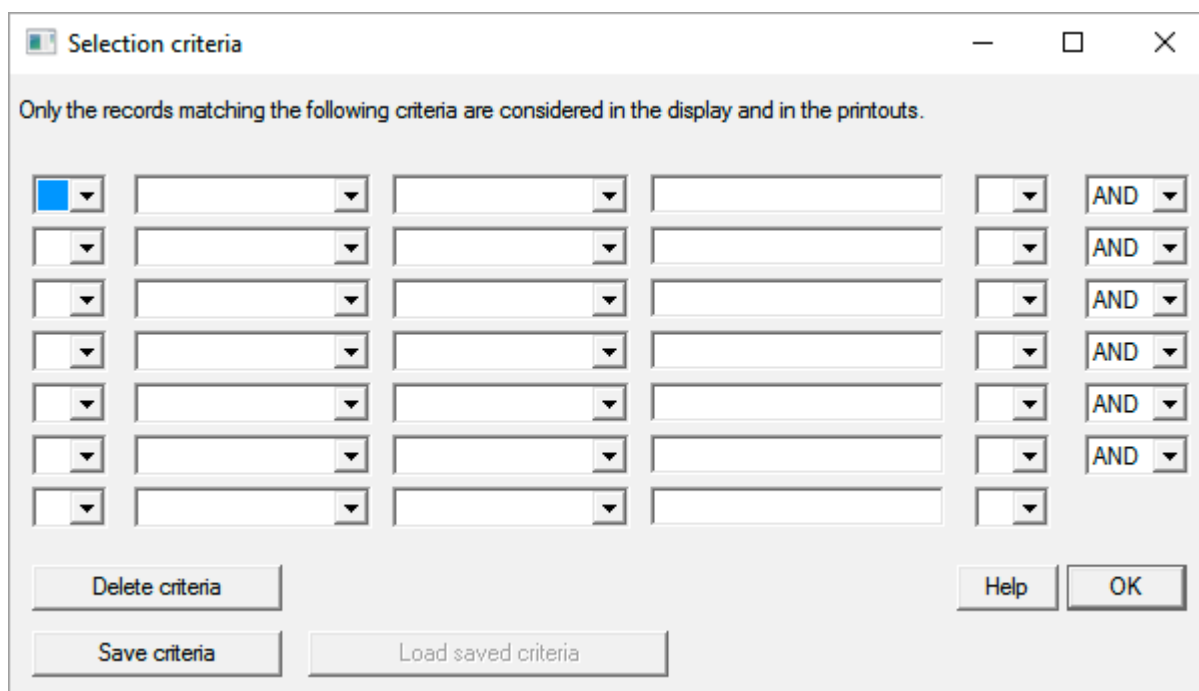 Selection criteria
Only the records matching the following criteria are considered in the display and in the printouts.
AND
AND
AND
AND
AND
AND
Delete criteria Help OK
Save criteria Load saved criteria